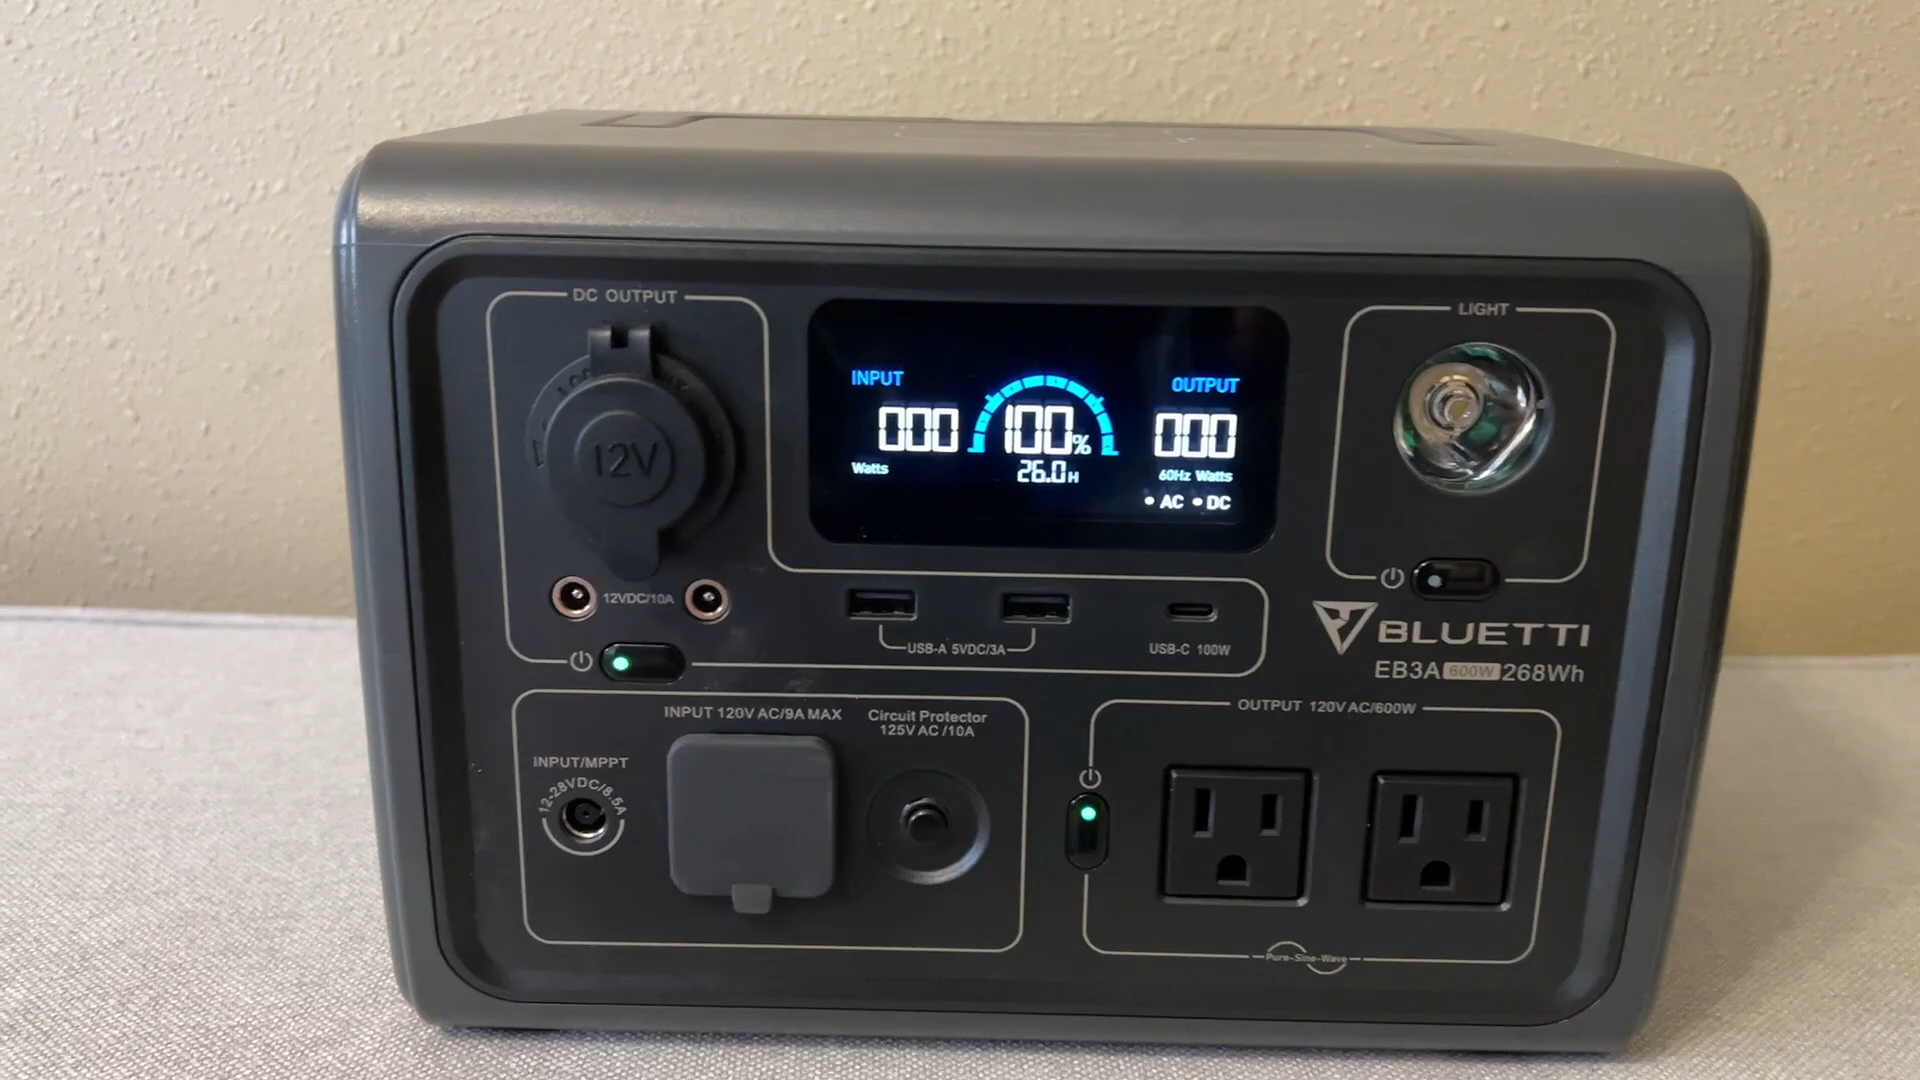 DC OUTPUT
12V
12VDC/10A
INPUT
000
Watts
100%
26.0H
OUTPUT
000
60Hz Watts
• AC • DC
LIGHT
USB-A 5VDC/3A
USB-C 100W
BLUETTI
EB3A 600W 268Wh
INPUT 120V AC/9A MAX
Circuit Protector
125V AC /10A
INPUT/MPPT
12-28VDC/8.5A
OUTPUT 120V AC/600W
Pure-Sine-Wave